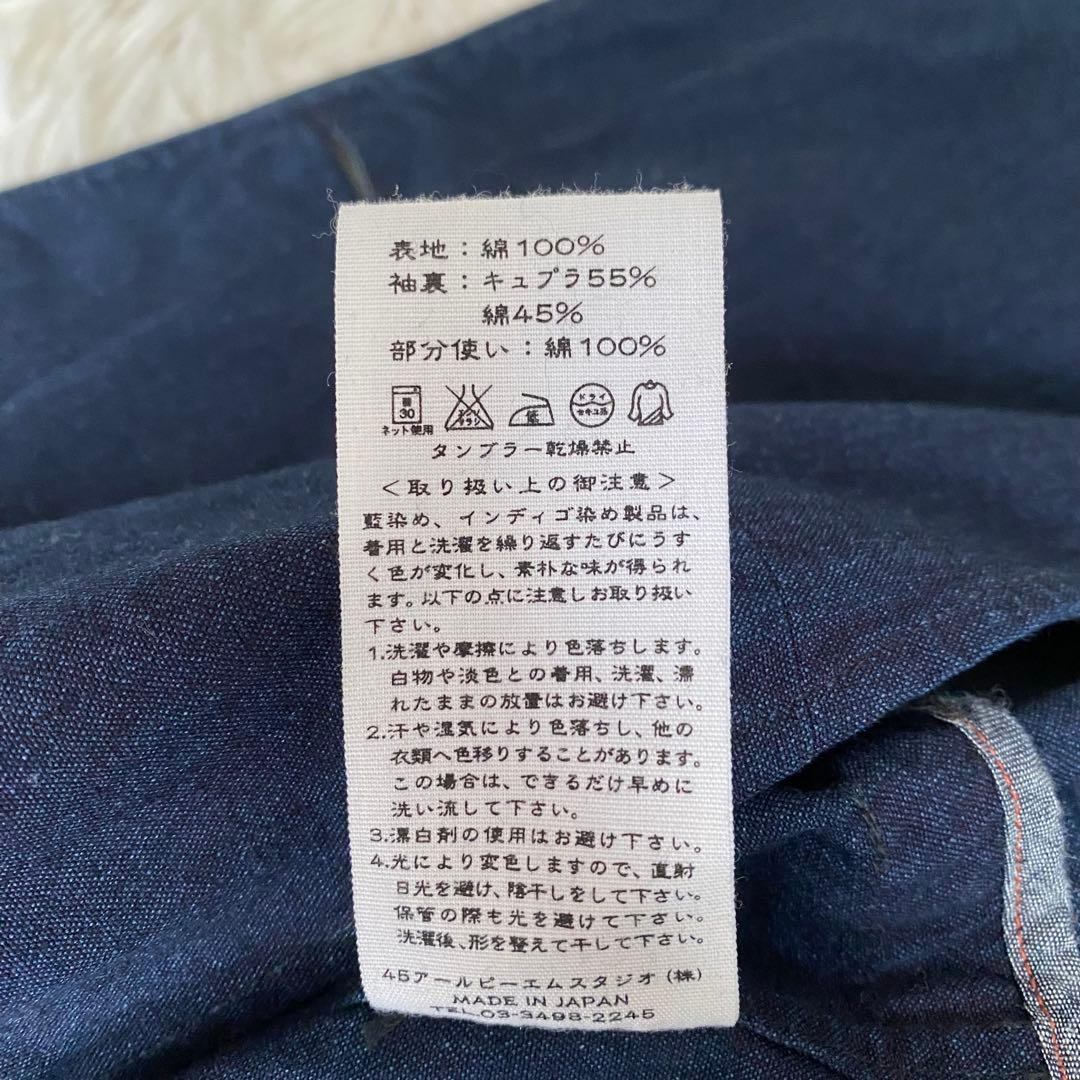 表地：綿100%
袖裏：キュプラ55%
綿45%
部分使い：綿100%
30
ネット使用
エンソ
サラシ
低
ドライ
セキユ系
タンブラー乾燥禁止
＜取り扱い上の御注意＞
藍染め、インディゴ染め製品は、
着用と洗濯を繰り返すたびにうす
く色が変化し、素朴な味が得られ
ます。以下の点に注意しお取り扱い
下さい。
1.洗濯や摩擦により色落ちします。
白物や淡色との着用、洗濯、濡
れたままの放置はお避け下さい。
2.汗や湿気により色落ちし、他の
衣類へ色移りすることがあります。
この場合は、できるだけ早めに
洗い流して下さい。
3.漂白剤の使用はお避け下さい。
4.光により変色しますので、直射
日光を避け、陰干しをして下さい。
保管の際も光を避けて下さい。
洗濯後、形を整えて干して下さい。
45アールピーエムスタジオ（株）
MADE IN JAPAN
TEL.03-3498-2245